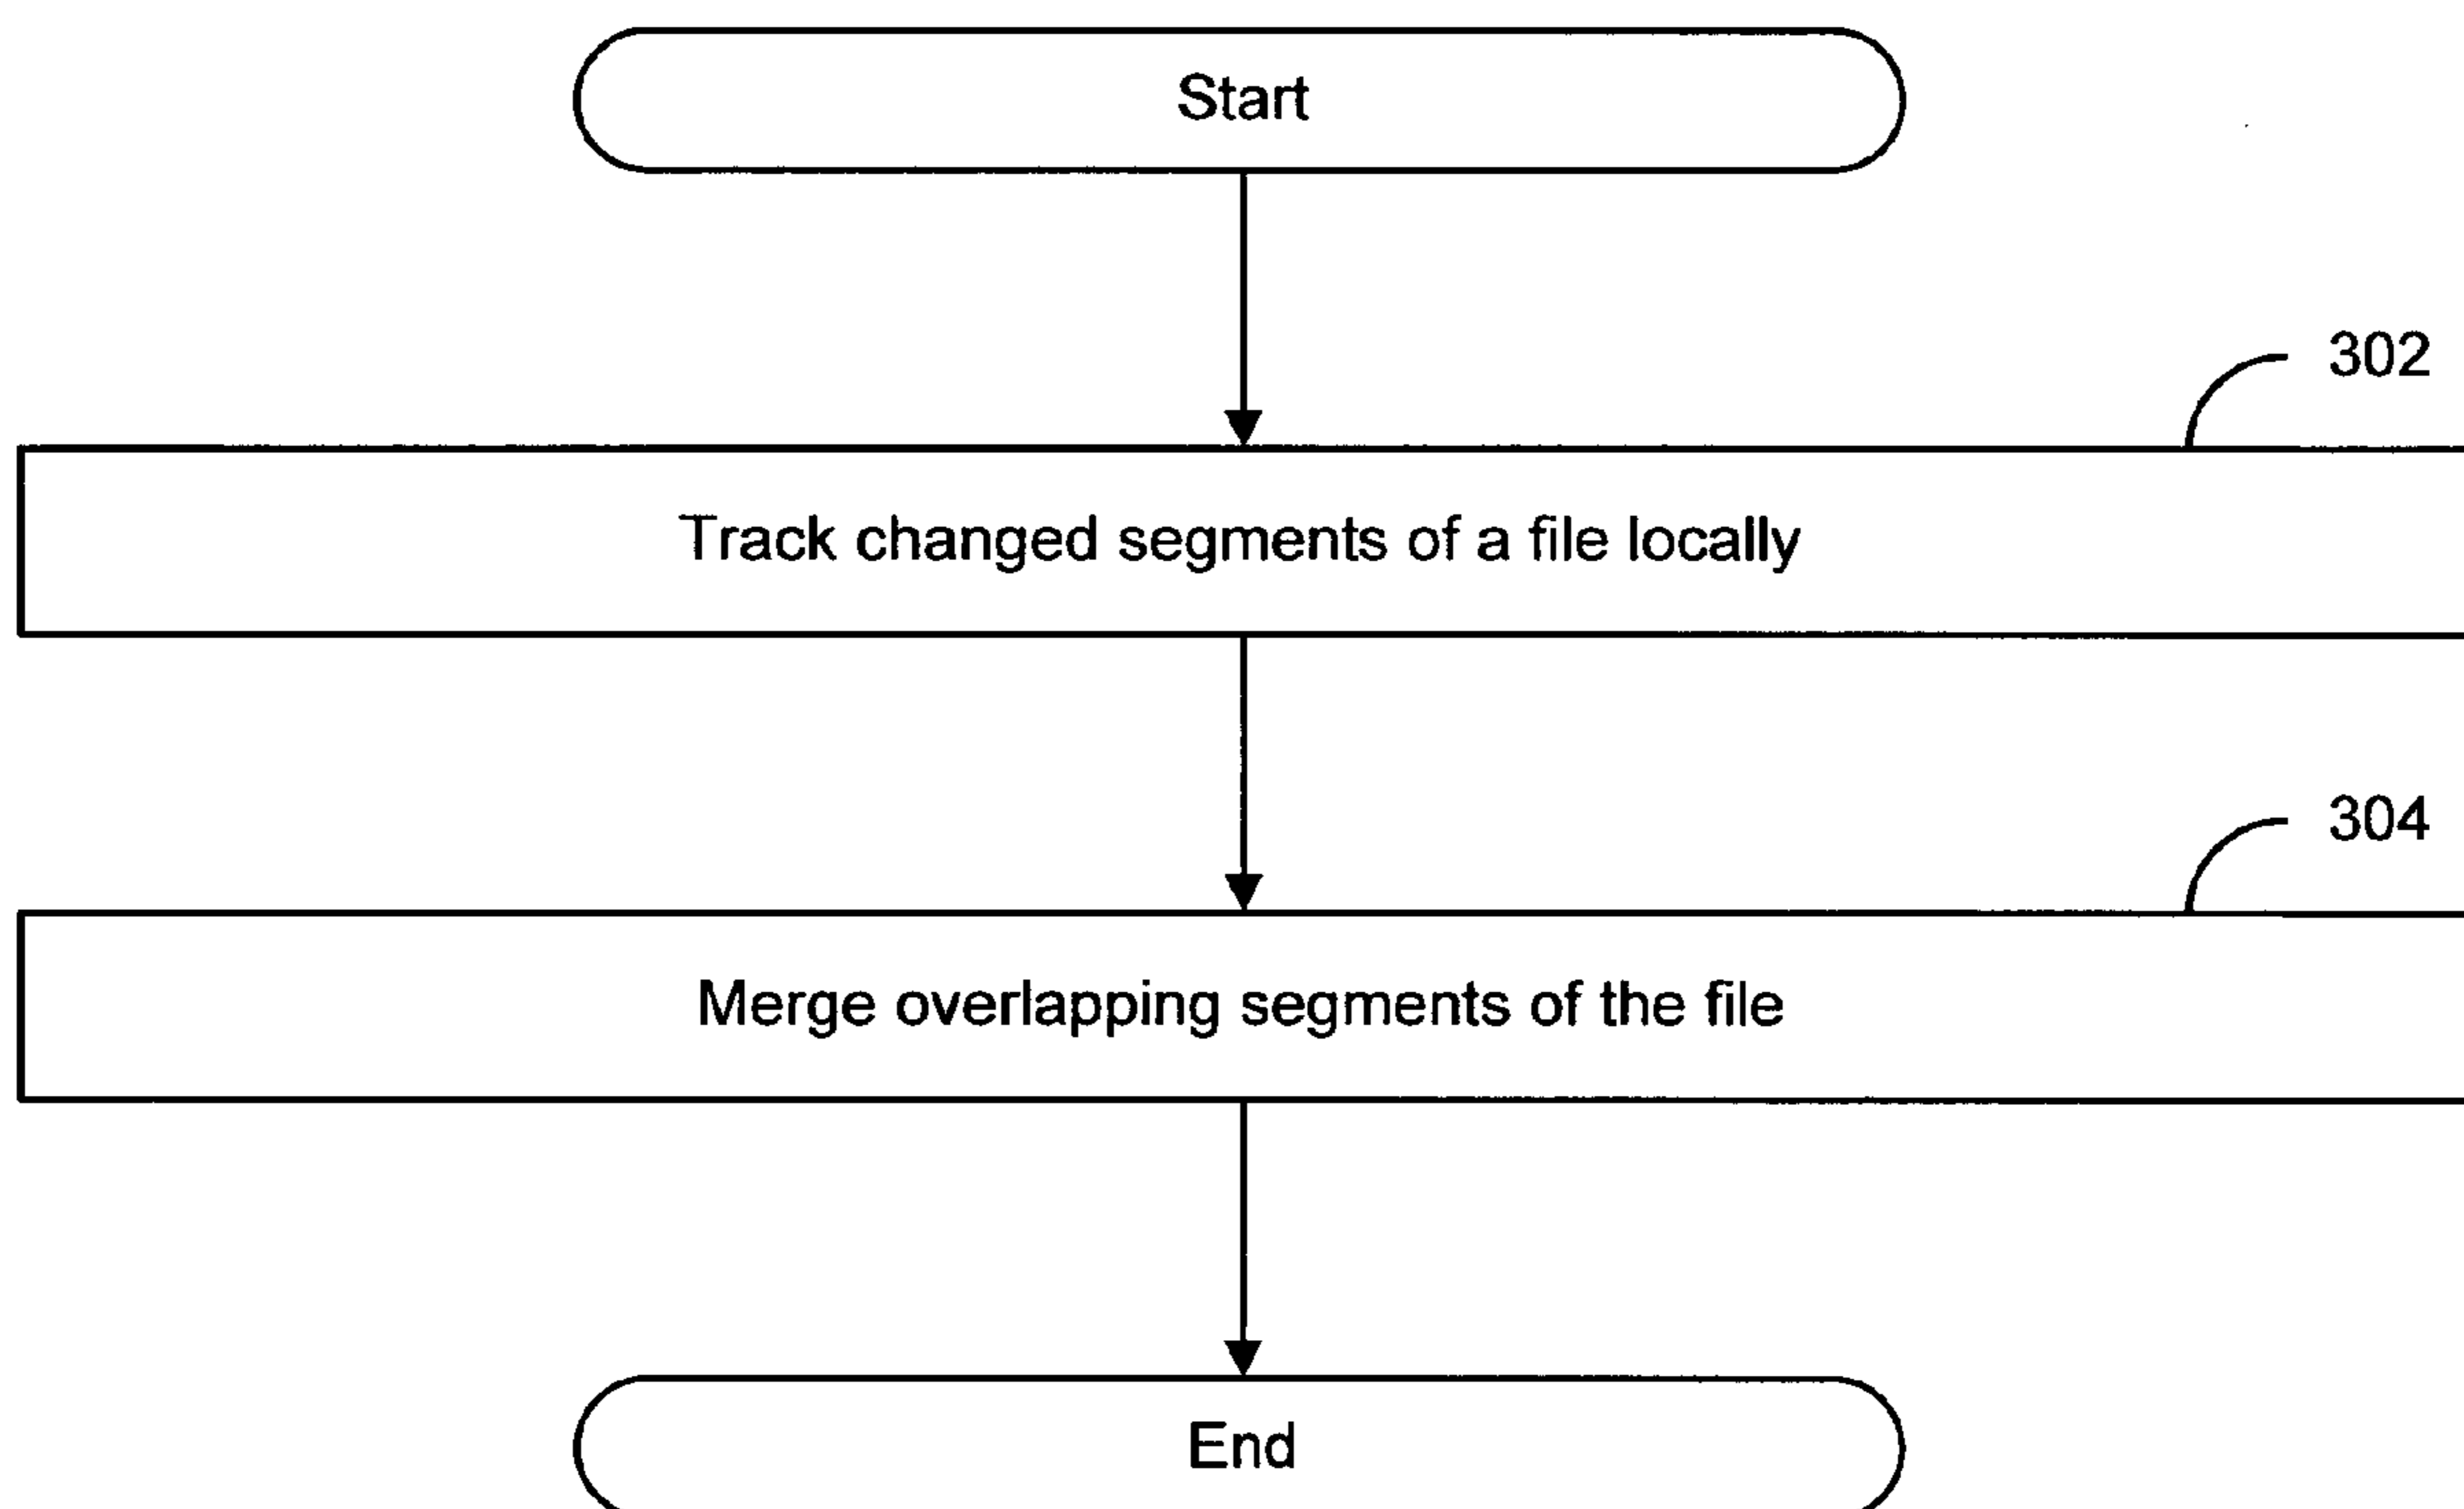 Start
302
Track changed segments of a file locally
304
Merge overlapping segments of the file
End